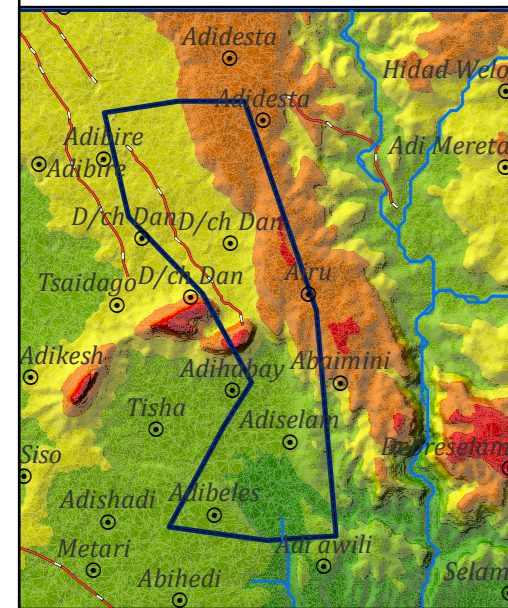 Adidesta
Hidad Welo
Adidesta
Adibire
Adi Mereta
Adibire
D/ch Dan
D/ch Dan
Airu
Tsaidago
D/ch Dan
Adikesh
Adihabay
Abaimini
Tisha
Adiselam
Siso
Debreselam
Adishadi
Adibeles
Metari
Adi awili
Abihedi
Selam